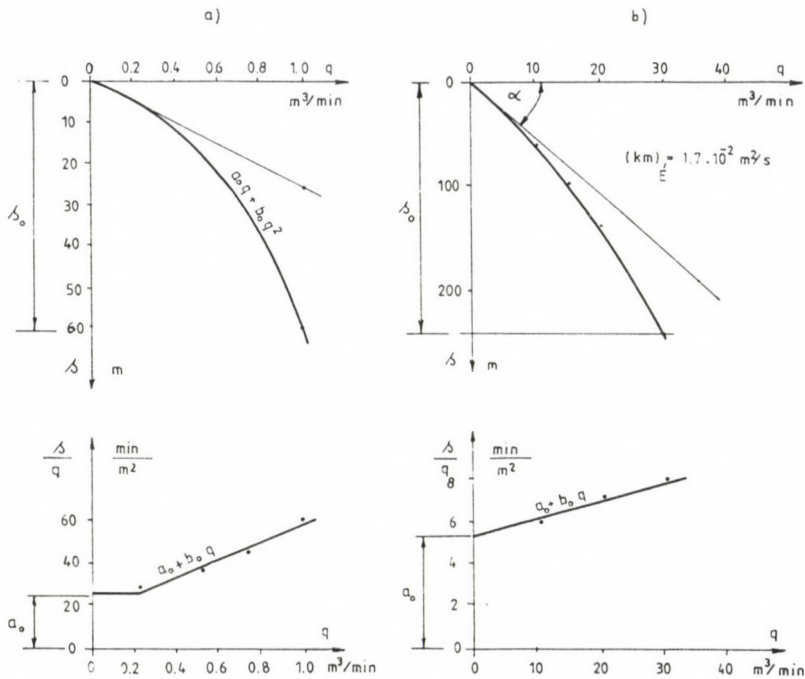 a)
0 0.2 0.4 0.6 0.8 1.0 q
m³/min
0
10
20
30
40
50
60
s₀
a₀q + b₀q²
s m
b)
0 10 20 30 40 q
m³/min
0
100
200
s₀
α
(km)É = 1,7·10⁻² m²/s
s m
s/q min/m²
60
40
20
0
a₀
a₀ + b₀ q
q
0 0.2 0.4 0.6 0.8 1.0 m³/min
s/q min/m²
8
6
4
2
0
a₀
a₀ + b₀ q
q
0 10 20 30 m³/min